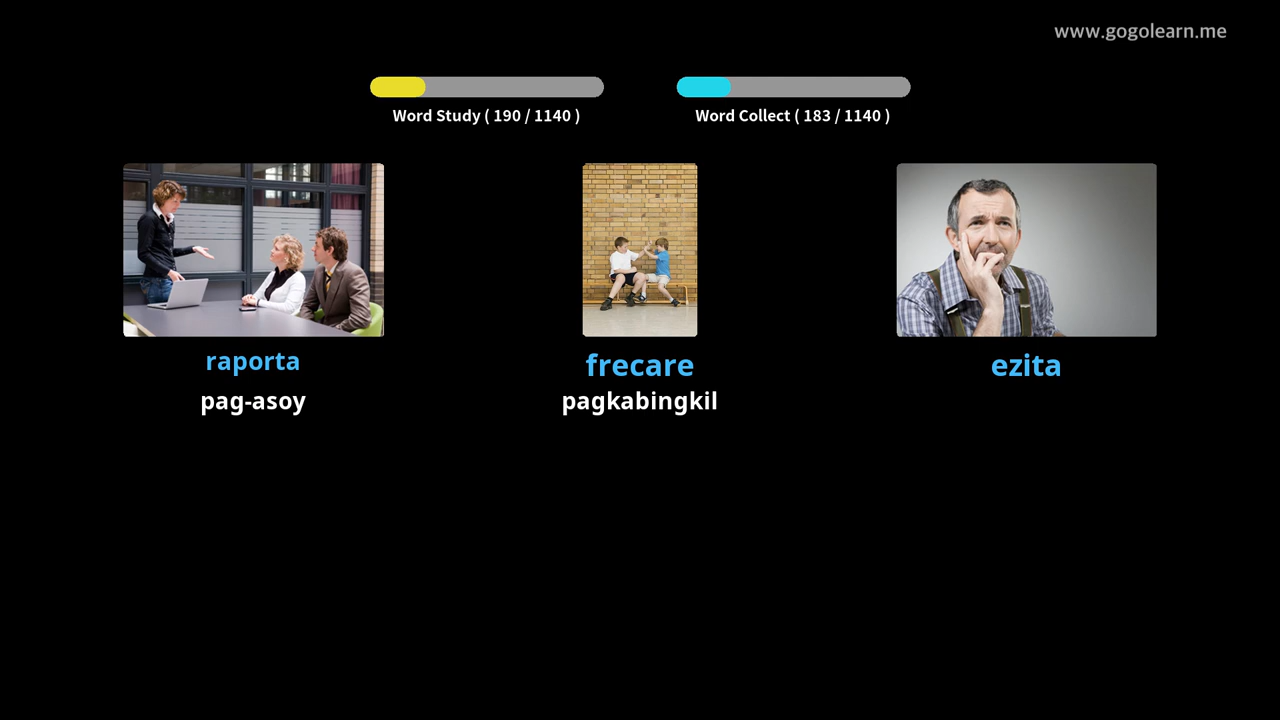 www.gogolearn.me
Word Study ( 190 / 1140 )
Word Collect ( 183 / 1140 )
raporta
pag-asoy
frecare
pagkabingkil
ezita